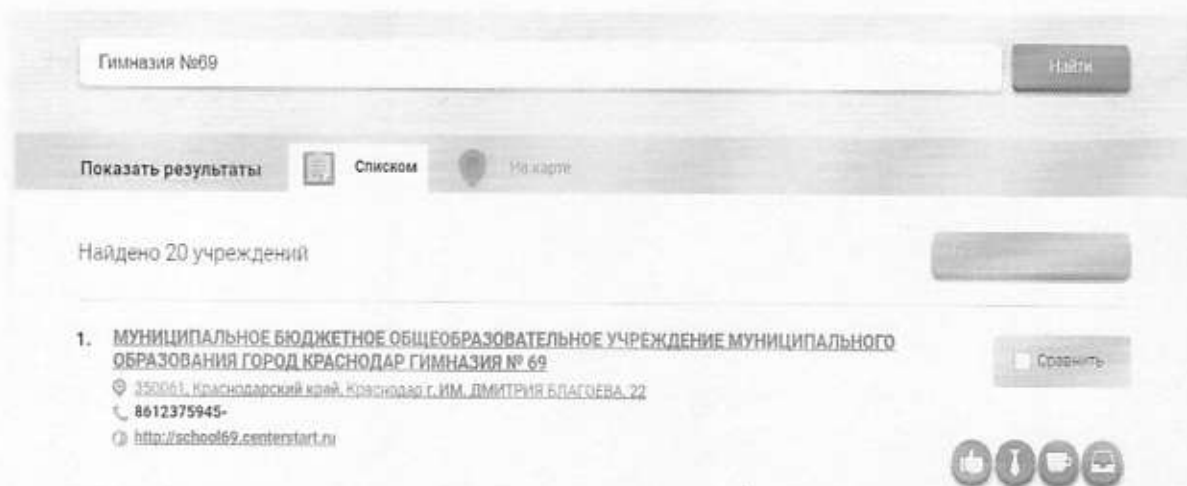 Гимназия №69
Найти
Показать результаты
Списком
На карте
Найдено 20 учреждений
1. МУНИЦИПАЛЬНОЕ БЮДЖЕТНОЕ ОБЩЕОБРАЗОВАТЕЛЬНОЕ УЧРЕЖДЕНИЕ МУНИЦИПАЛЬНОГО
ОБРАЗОВАНИЯ ГОРОД КРАСНОДАР ГИМНАЗИЯ № 69
Сравнить
350061, Краснодарский край, Краснодар г, ИМ. ДМИТРИЯ БЛАГОЕВА, 22
8612375945-
http://school69.centerstart.ru